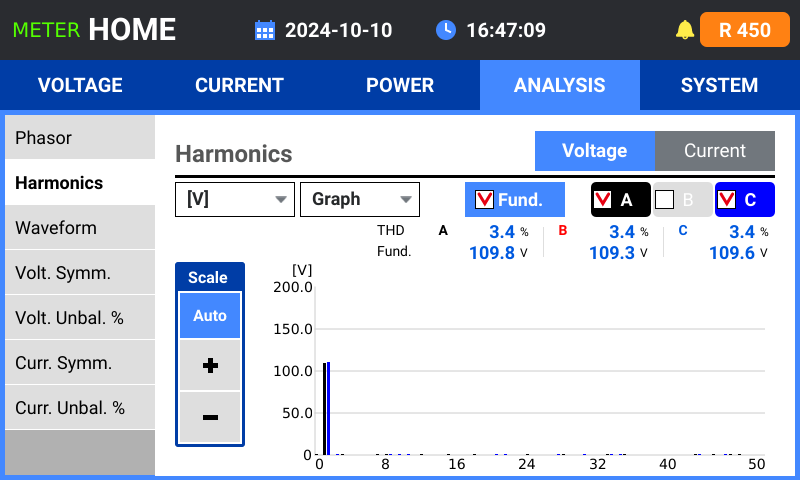 METER HOME 2024-10-10 16:47:09 R 450
VOLTAGE CURRENT POWER ANALYSIS SYSTEM
Phasor
Harmonics
Waveform
Volt. Symm.
Volt. Unbal. %
Curr. Symm.
Curr. Unbal. %
Harmonics Voltage Current
[V] Graph Fund. A B C
THD A 3.4 % B 3.4 % C 3.4 %
Fund. 109.8 V 109.3 V 109.6 V
Scale
Auto
+
−
[V]
200.0
150.0
100.0
50.0
0
0 8 16 24 32 40 50